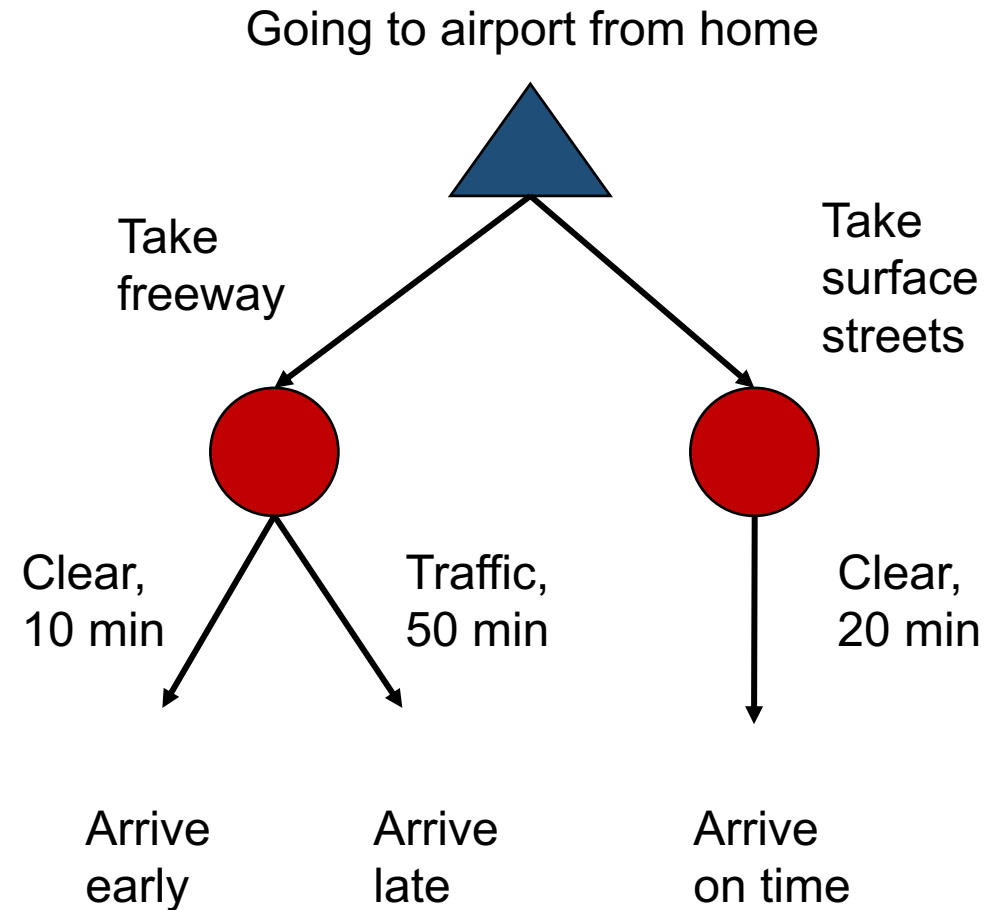 Going to airport from home
Take
freeway
Take
surface
streets
Clear,
10 min
Traffic,
50 min
Clear,
20 min
Arrive
early
Arrive
late
Arrive
on time